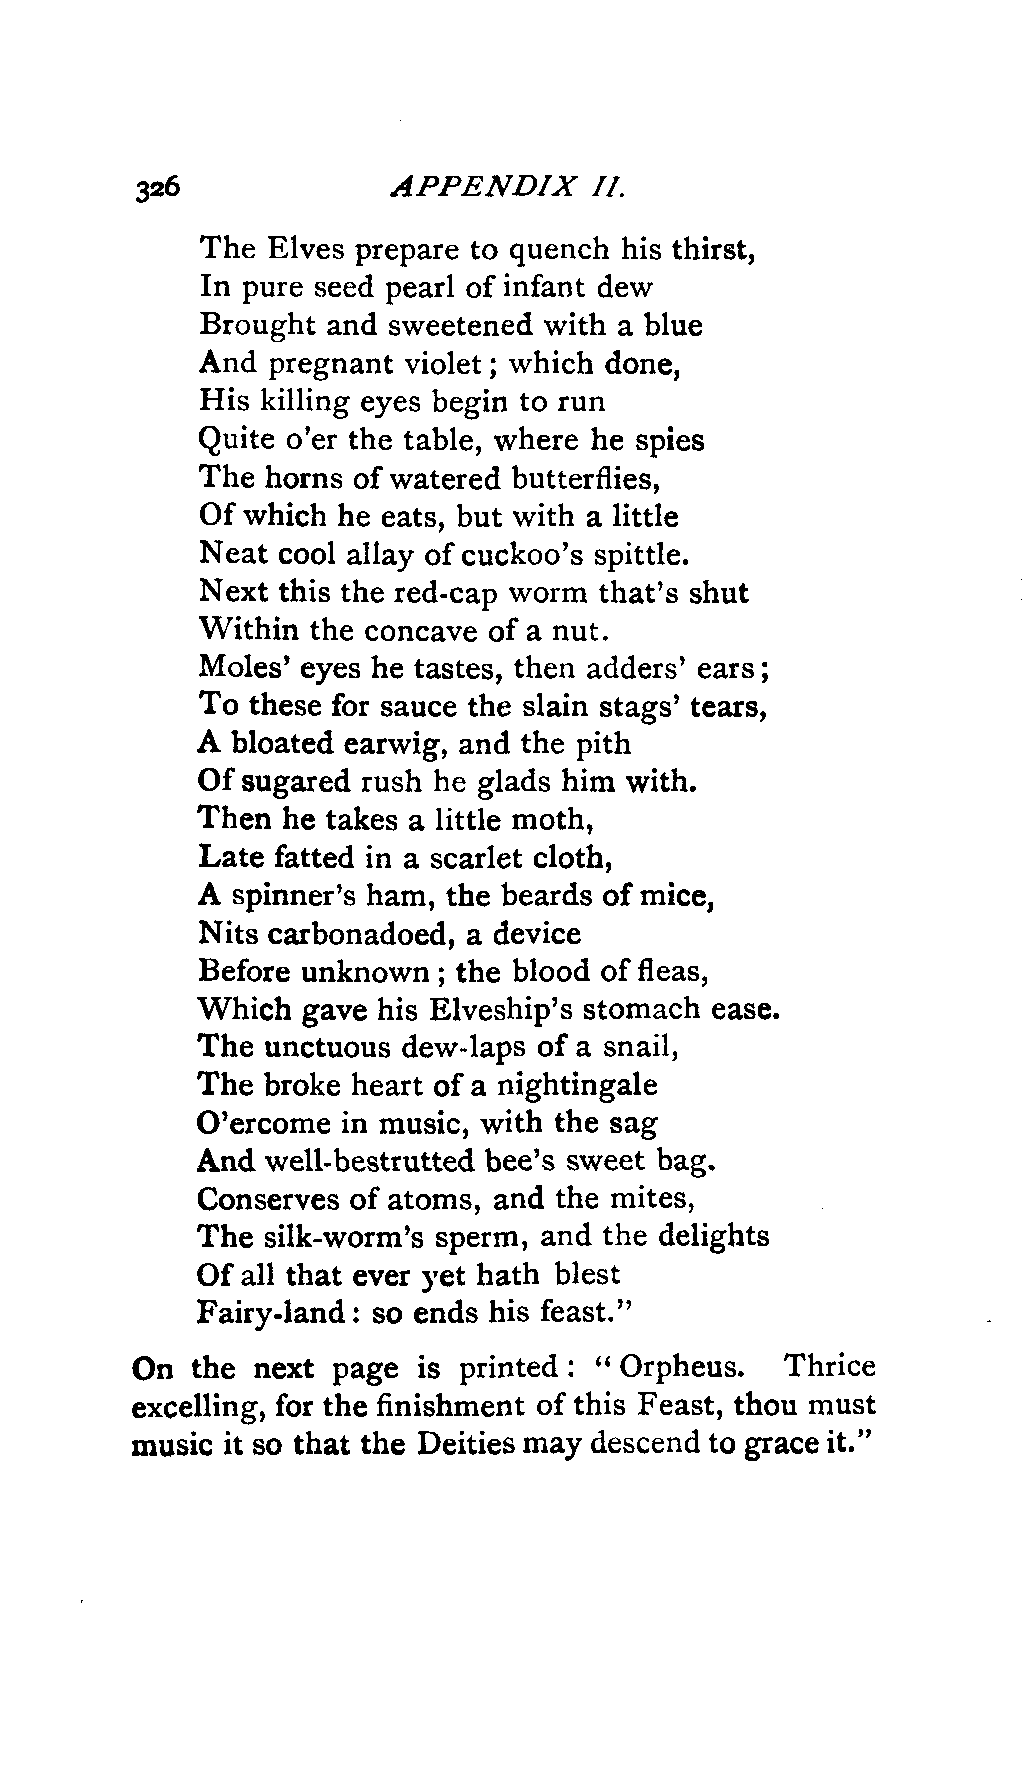 326 APPENDIX II.
The Elves prepare to quench his thirst,
In pure seed pearl of infant dew
Brought and sweetened with a blue
And pregnant violet; which done,
His killing eyes begin to run
Quite o'er the table, where he spies
The horns of watered butterflies,
Of which he eats, but with a little
Neat cool allay of cuckoo's spittle.
Next this the red-cap worm that's shut
Within the concave of a nut.
Moles' eyes he tastes, then adders' ears;
To these for sauce the slain stags' tears,
A bloated earwig, and the pith
Of sugared rush he glads him with.
Then he takes a little moth,
Late fatted in a scarlet cloth,
A spinner's ham, the beards of mice,
Nits carbonadoed, a device
Before unknown; the blood of fleas,
Which gave his Elveship's stomach ease.
The unctuous dew-laps of a snail,
The broke heart of a nightingale
O'ercome in music, with the sag
And well-bestrutted bee's sweet bag.
Conserves of atoms, and the mites,
The silk-worm's sperm, and the delights
Of all that ever yet hath blest
Fairy-land: so ends his feast."
On the next page is printed: "Orpheus. Thrice
excelling, for the finishment of this Feast, thou must
music it so that the Deities may descend to grace it."